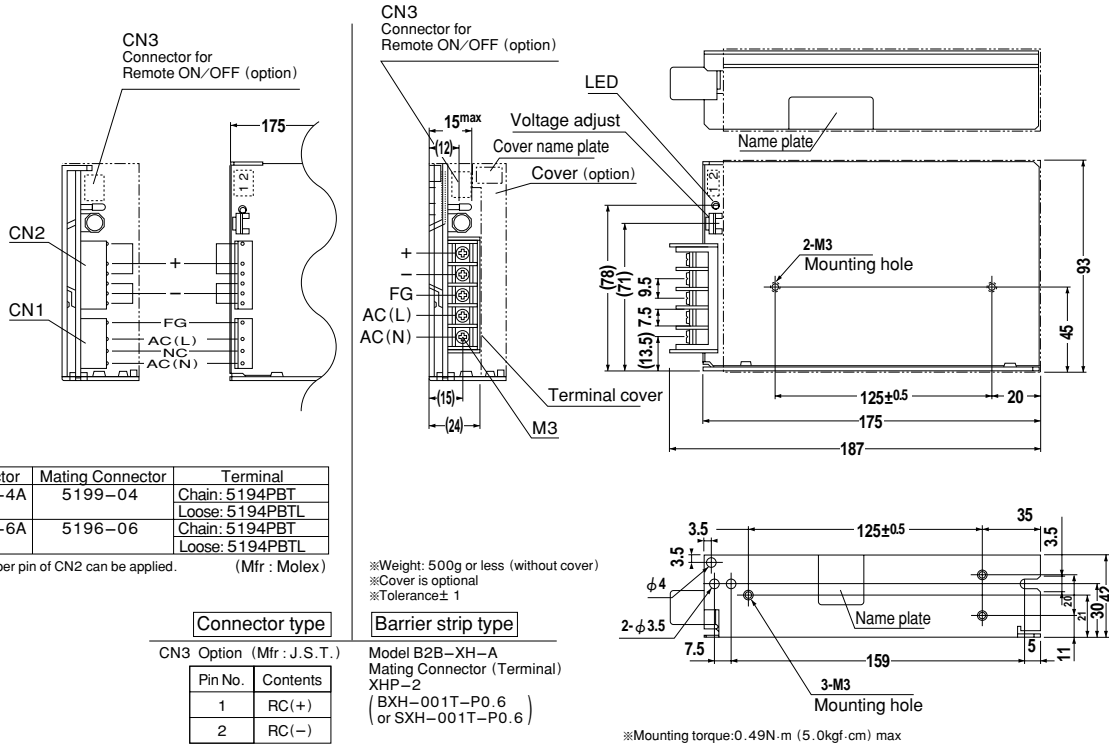 CN3
Connector for
Remote ON/OFF (option)
175
1 2
CN2
+
−
CN1
FG
AC(L)
NC
AC(N)
CN3
Connector for
Remote ON/OFF (option)
15max
(12)
LED
Voltage adjust
Cover name plate
Cover (option)
+
−
FG
AC(L)
AC(N)
(15)
(24)
Terminal cover
M3
Name plate
1 2
2-M3
Mounting hole
(78)
(71)
9.5
7.5
(13.5)
93
45
125±0.5
20
175
187
tor Mating Connector Terminal
-4A 5199−04 Chain: 5194PBT
Loose: 5194PBTL
-6A 5196−06 Chain: 5194PBT
Loose: 5194PBTL
per pin of CN2 can be applied. (Mfr : Molex)
※Weight: 500g or less (without cover)
※Cover is optional
※Tolerance± 1
Connector type
Barrier strip type
CN3 Option (Mfr : J.S.T.)
Pin No. Contents
1 RC(+)
2 RC(−)
Model B2B−XH−A
Mating Connector (Terminal)
XHP−2
(BXH−001T−P0.6
or SXH−001T−P0.6)
3.5
125±0.5
35
3.5
3.5
φ4
2-φ3.5
Name plate
20
21
30
42
7.5
159
5
11
3-M3
Mounting hole
※Mounting torque:0.49N·m (5.0kgf·cm) max